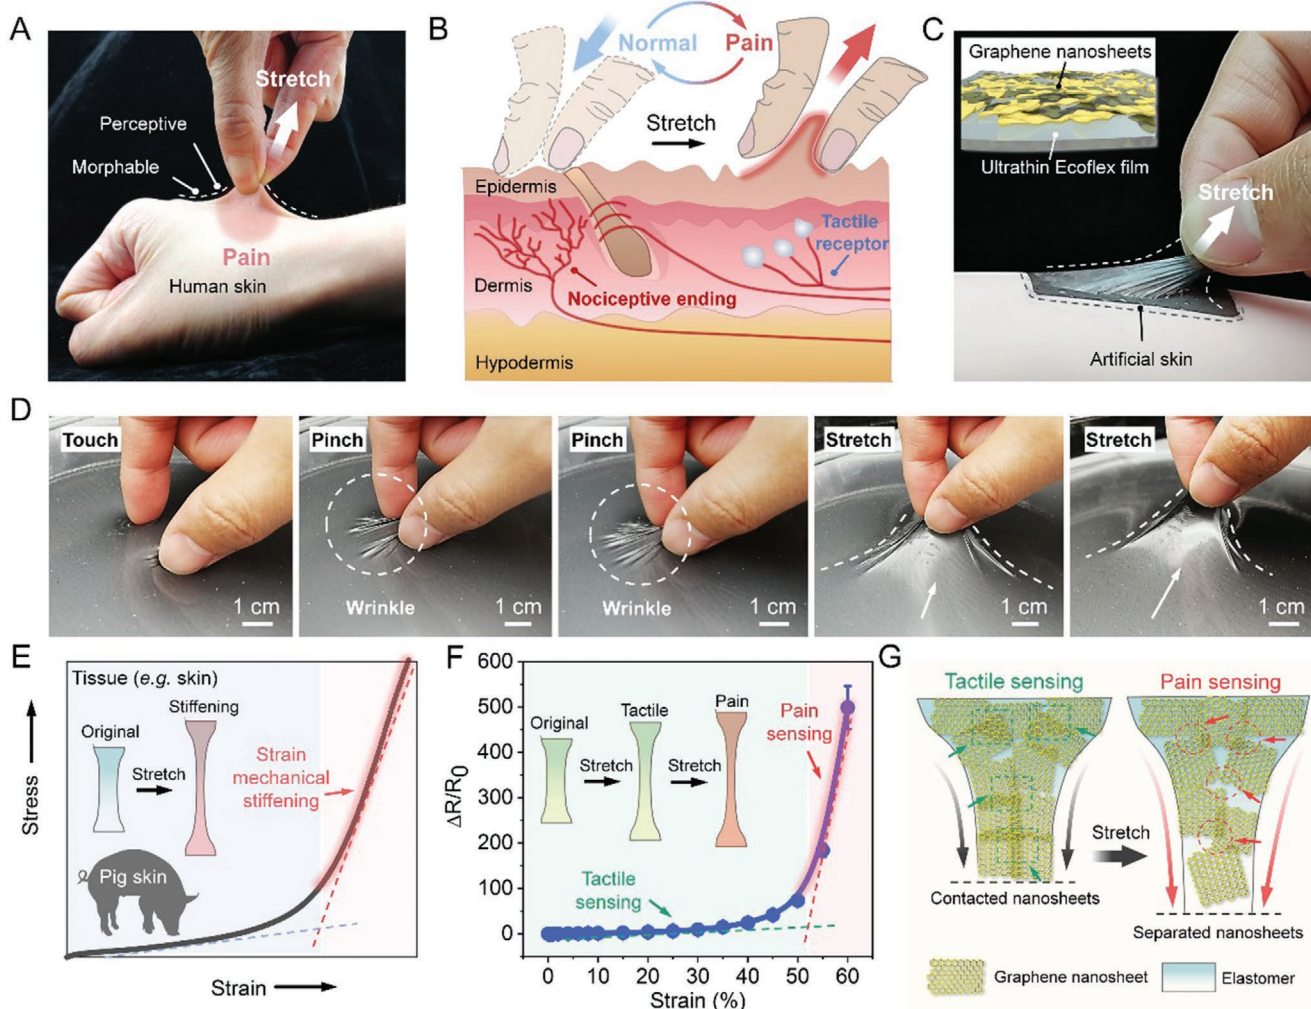 A
Stretch
Perceptive
Morphable
Pain
Human skin
B
Normal
Pain
Stretch
Epidermis
Tactile
receptor
Dermis
Nociceptive ending
Hypodermis
C
Graphene nanosheets
Ultrathin Ecoflex film
Stretch
Artificial skin
D
Touch
1 cm
Pinch
Wrinkle
1 cm
Pinch
Wrinkle
1 cm
Stretch
1 cm
Stretch
1 cm
E
Tissue (e.g. skin)
Stiffening
Original
Stretch
Strain
mechanical
stiffening
Pig skin
Stress
Strain
F
600
500
400
300
200
100
0
ΔR/R0
Original
Tactile
Pain
Stretch
Stretch
Pain
sensing
Tactile
sensing
0
10
20
30
40
50
60
Strain (%)
G
Tactile sensing
Pain sensing
Stretch
Contacted nanosheets
Separated nanosheets
Graphene nanosheet
Elastomer